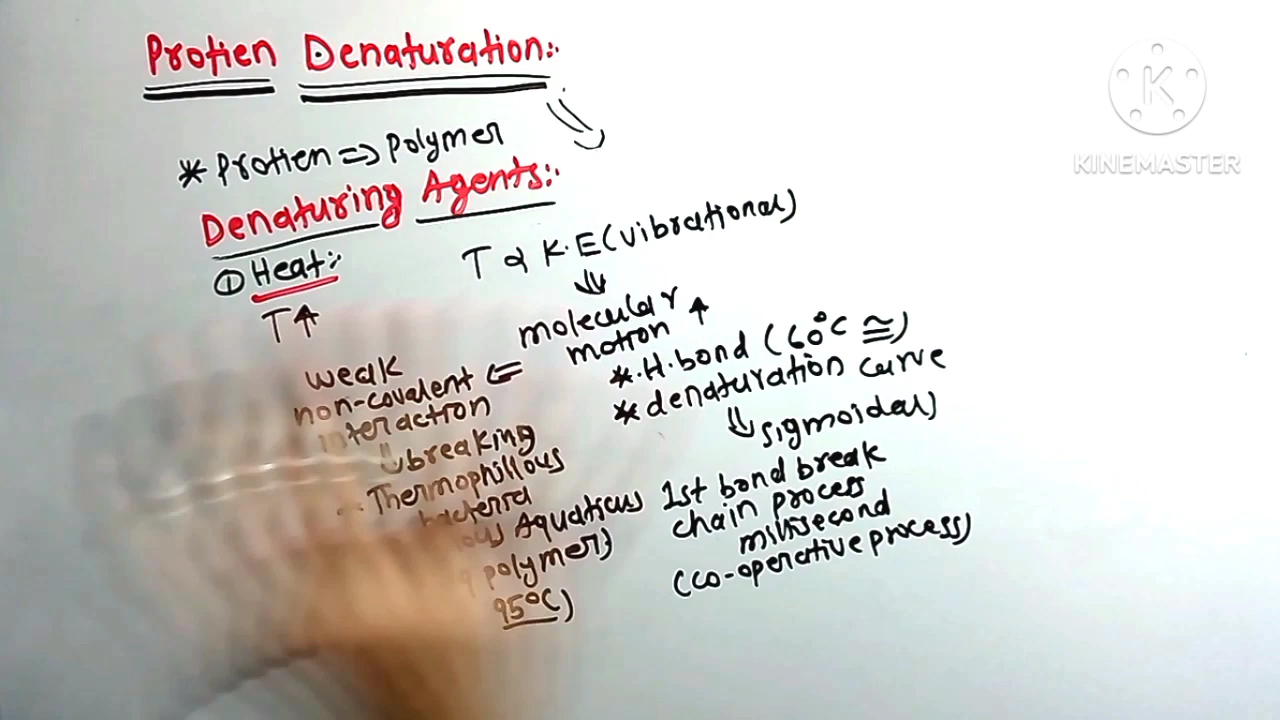 Protien Denaturation:-
* Protien => Polymer
Denaturing Agents:-
① Heat:-
T↑
T ∝ K.E (vibrational)
⇓
molecular
motion ↑
weak
non-covalent ⇐
interaction
⇓ breaking
Thermophillous
bacteria
Aquaticus
polymer)
95°C)
*. H. bond (60°C ≅)
* denaturation curve
⇓ sigmoidal)
1st bond break
chain process
millisecond
(co-operative process)
K
KINEMASTER